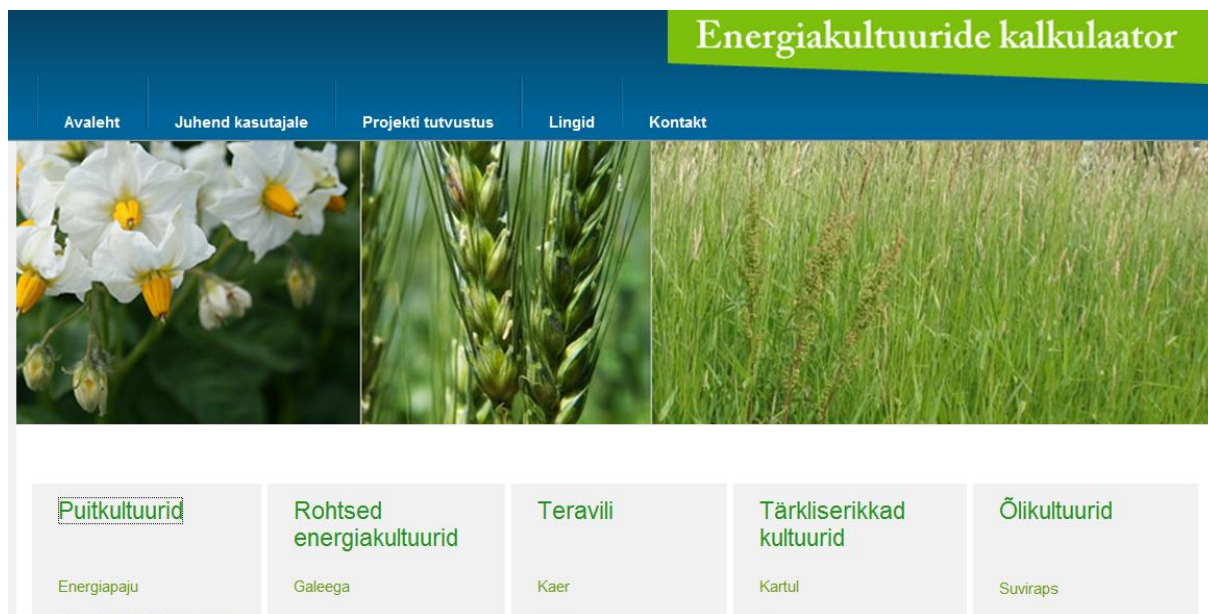 Energiakultuuride kalkulaator
Avaleht Juhend kasutajale Projekti tutvustus Lingid Kontakt
Puitkultuurid
Energiapaju
Rohtsed
energiakultuurid
Galeega
Teravili
Kaer
Tärkliserikkad
kultuurid
Kartul
Õlikultuurid
Suviraps